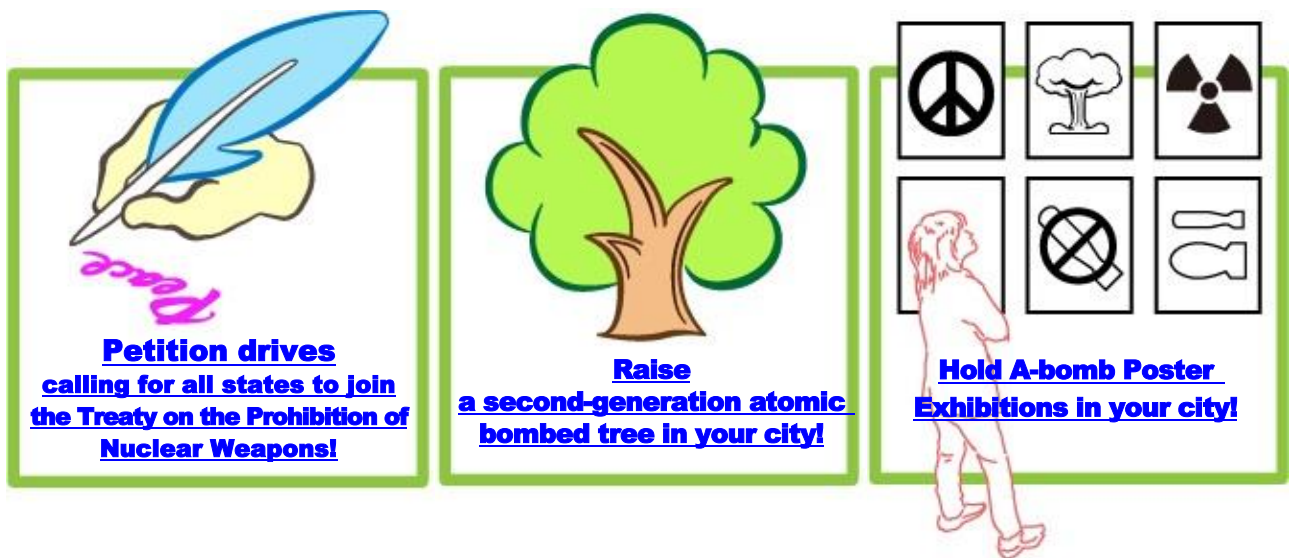 Peace
Petition drives
calling for all states to join
the Treaty on the Prohibition of
Nuclear Weapons!
Raise
a second-generation atomic
bombed tree in your city!
Hold A-bomb Poster
Exhibitions in your city!